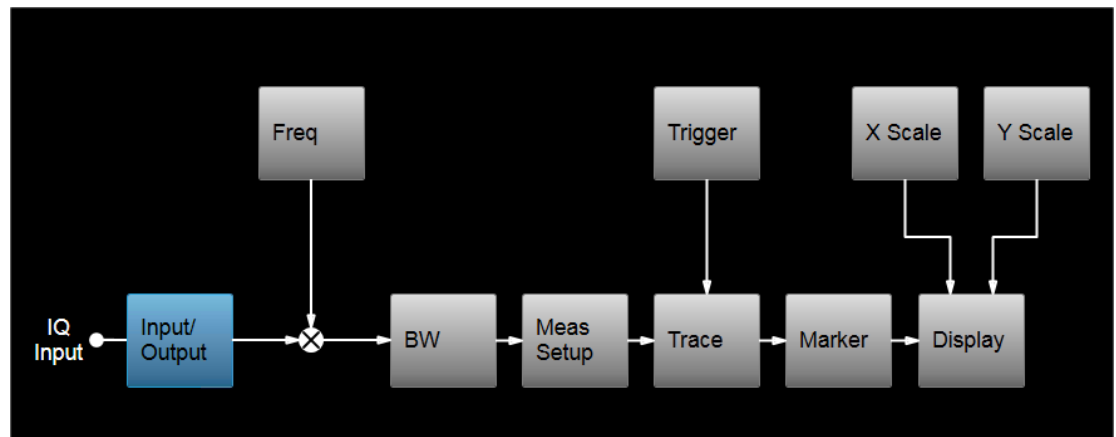 Freq
Trigger
X Scale
Y Scale
IQ
Input
Input/
Output
BW
Meas
Setup
Trace
Marker
Display